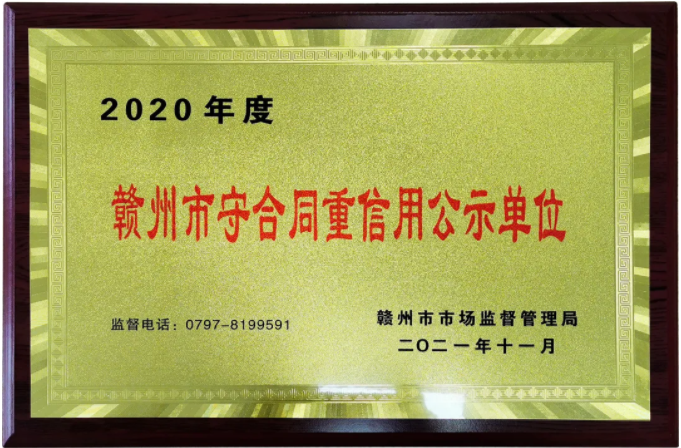 2020年度
赣州市守合同重信用公示单位
监督电话：0797-8199591
赣州市市场监督管理局
二〇二一年十一月